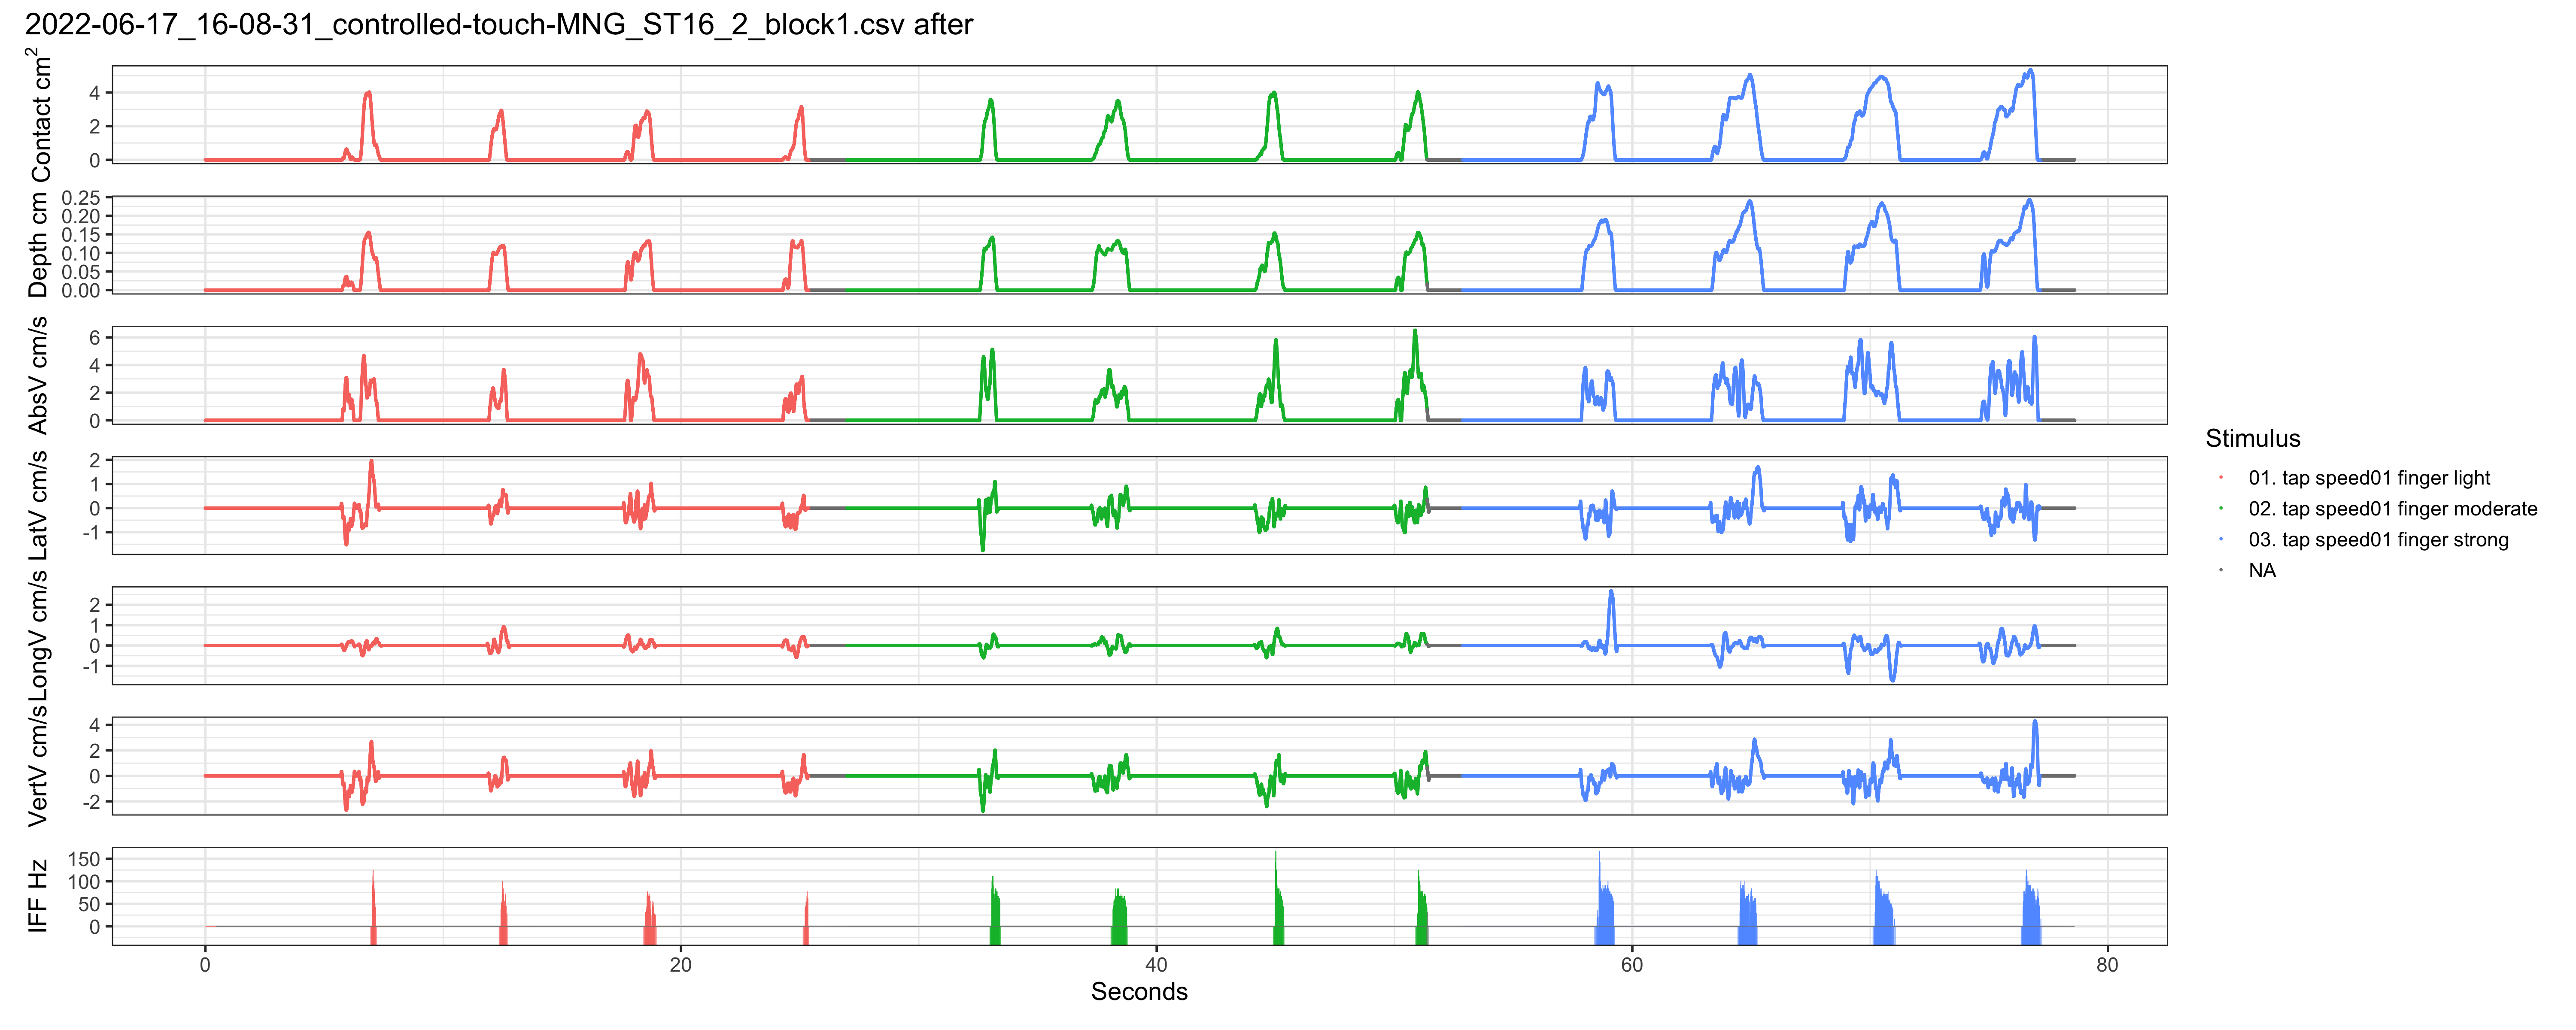 2022-06-17_16-08-31_controlled-touch-MNG_ST16_2_block1.csv after
Contact cm²
4
2
0
Depth cm
0.25
0.20
0.15
0.10
0.05
0.00
AbsV cm/s
6
4
2
0
LatV cm/s
2
1
0
-1
LongV cm/s
2
1
0
-1
VertV cm/s
4
2
0
-2
IFF Hz
150
100
50
0
0 20 40 60 80
Seconds
Stimulus
01. tap speed01 finger light
02. tap speed01 finger moderate
03. tap speed01 finger strong
NA